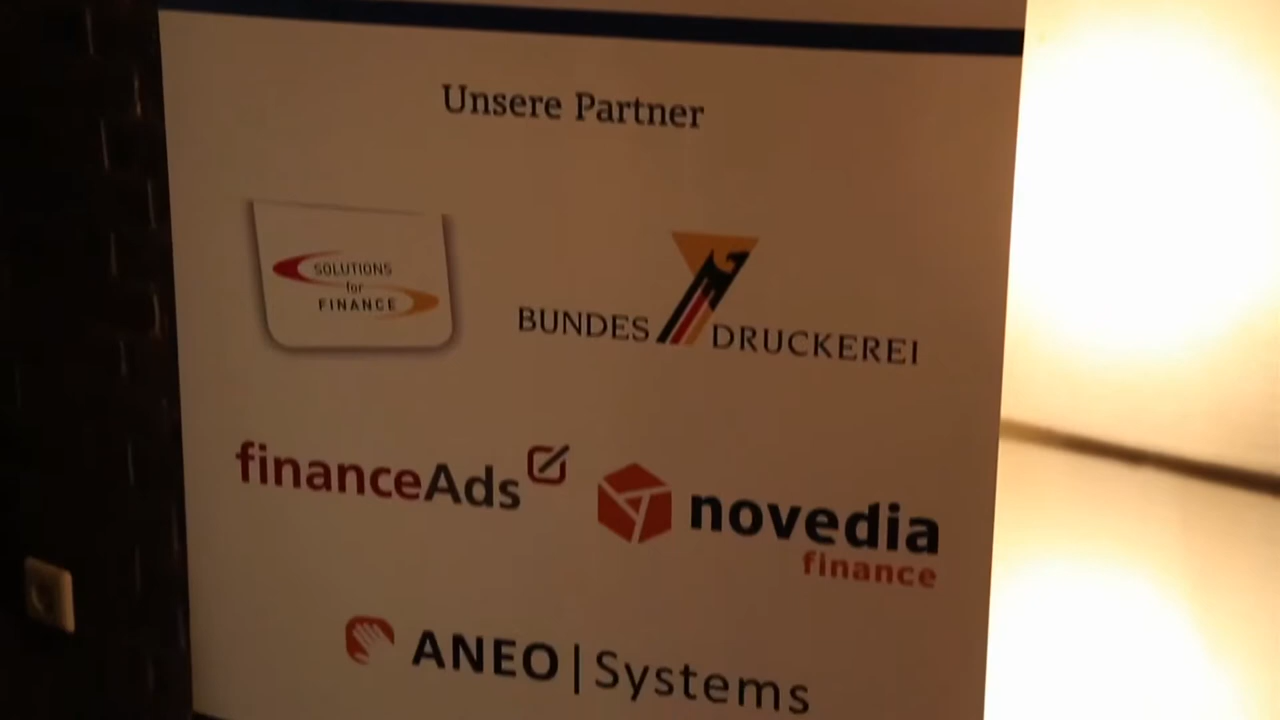 Unsere Partner
SOLUTIONS
for
FINANCE
BUNDES DRUCKEREI
financeAds
novedia
finance
ANEO|Systems